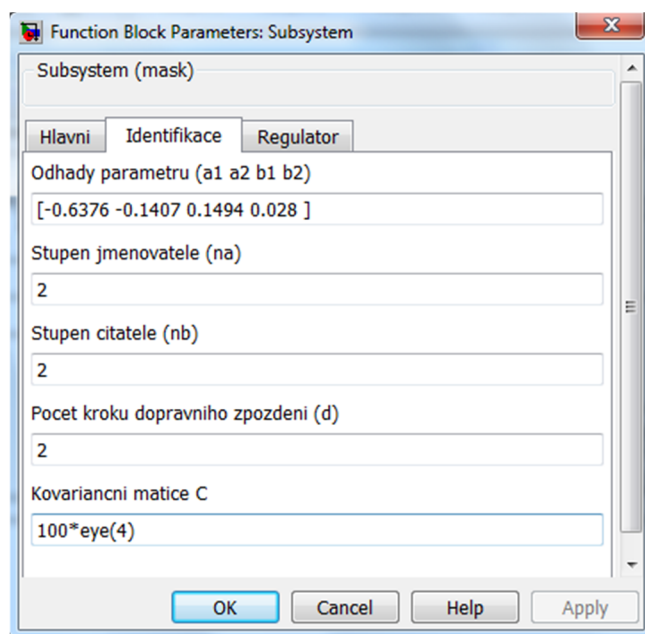 Function Block Parameters: Subsystem
Subsystem (mask)
Hlavni Identifikace Regulator
Odhady parametru (a1 a2 b1 b2)
[-0.6376 -0.1407 0.1494 0.028 ]
Stupen jmenovatele (na)
2
Stupen citatele (nb)
2
Pocet kroku dopravniho zpozdeni (d)
2
Kovariancni matice C
100*eye(4)
OK Cancel Help Apply